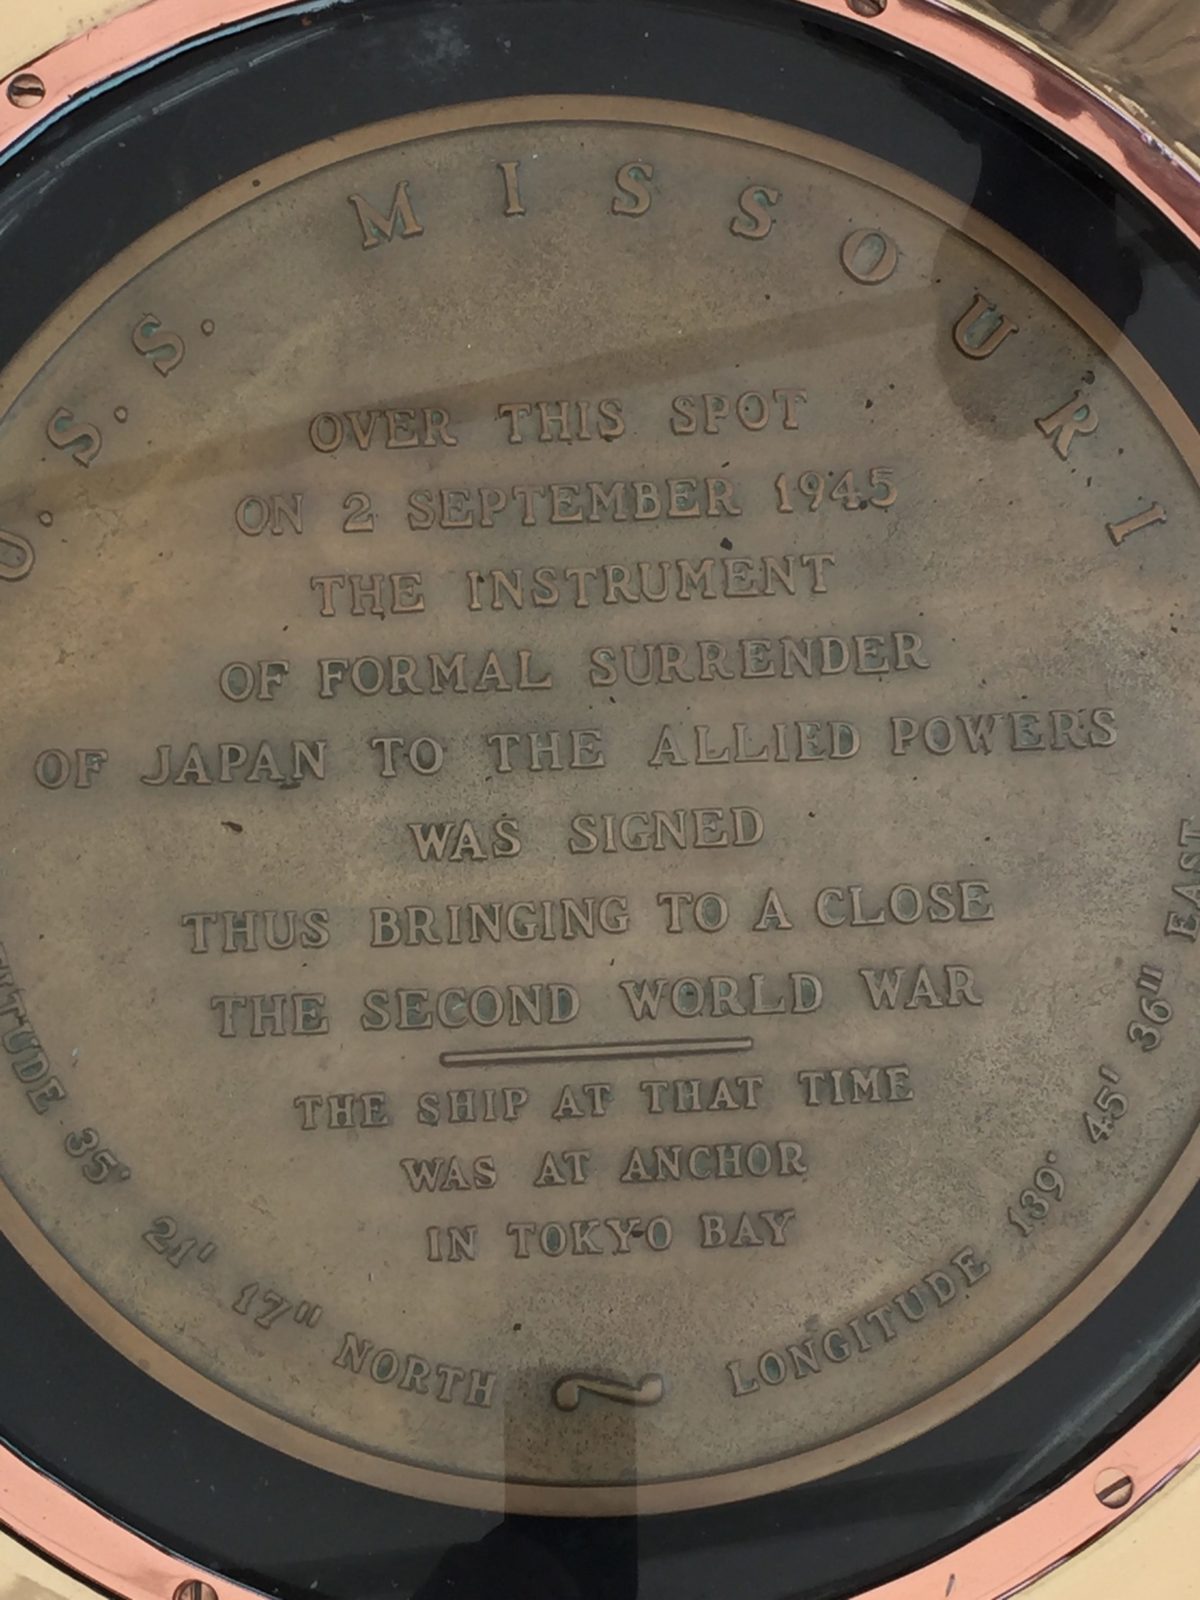 U.S.S. MISSOURI
OVER THIS SPOT
ON 2 SEPTEMBER 1945
THE INSTRUMENT
OF FORMAL SURRENDER
OF JAPAN TO THE ALLIED POWERS
WAS SIGNED
THUS BRINGING TO A CLOSE
THE SECOND WORLD WAR
THE SHIP AT THAT TIME
WAS AT ANCHOR
IN TOKYO BAY
35° 21' 17" NORTH
LONGITUDE 139° 45' 36" EAST